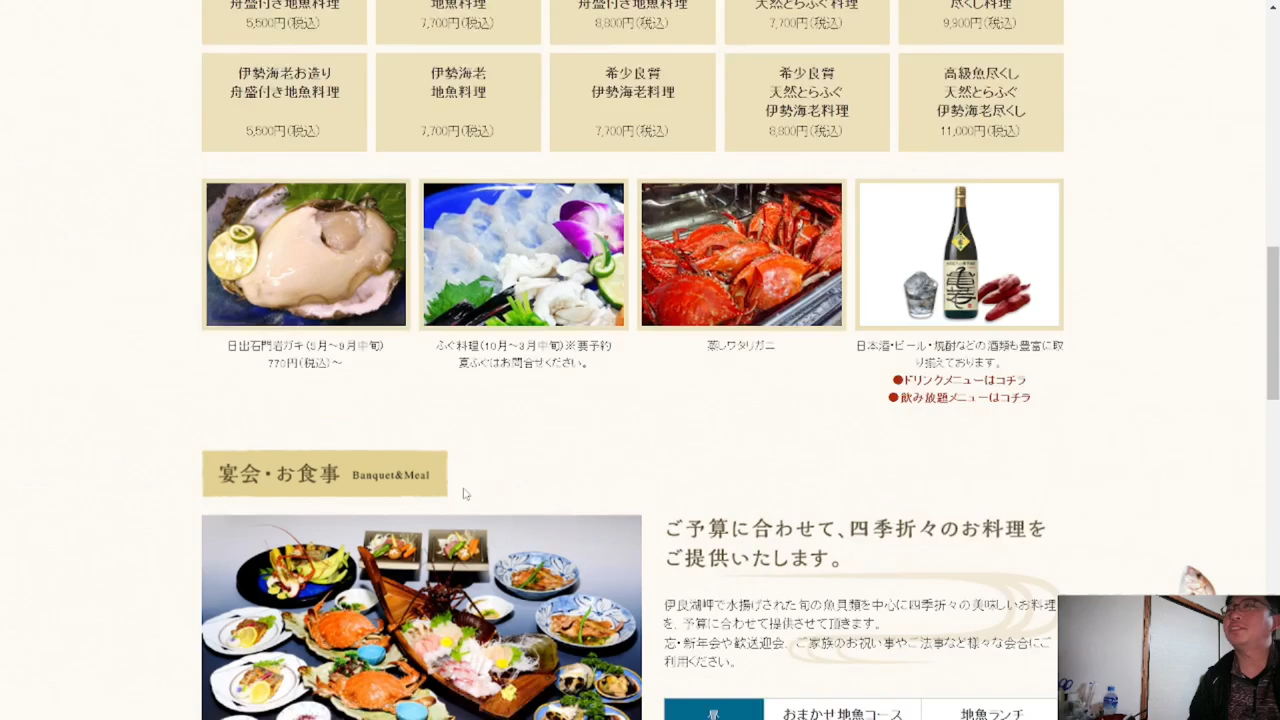 舟盛付き地魚料理
5,500円(税込)
地魚料理
7,700円(税込)
舟盛付き地魚料理
8,800円(税込)
天然とらふぐ料理
7,700円(税込)
尽くし料理
9,900円(税込)
伊勢海老お造り
舟盛付き地魚料理
5,500円(税込)
伊勢海老
地魚料理
7,700円(税込)
希少良質
伊勢海老料理
7,700円(税込)
希少良質
天然とらふぐ
伊勢海老料理
8,800円(税込)
高級魚尽くし
天然とらふぐ
伊勢海老尽くし
11,000円(税込)
日出石門岩ガキ(5月～9月中旬)
770円(税込)～
ふぐ料理(10月～3月中旬)※要予約
夏ふぐはお問合せください。
蒸しワタリガニ
日本酒・ビール・焼酎などの酒類も豊富に取
り揃えております。
●ドリンクメニューはコチラ
●飲み放題メニューはコチラ
宴会・お食事 Banquet&Meal
ご予算に合わせて、四季折々のお料理を
ご提供いたします。
伊良湖岬で水揚げされた旬の魚貝類を中心に四季折々の美味しいお料理
を、予算に合わせて提供させて頂きます。
忘・新年会や歓送迎会、ご家族のお祝い事やご法事など様々な会合にご
利用ください。
昼
おまかせ地魚コース
地魚ランチ